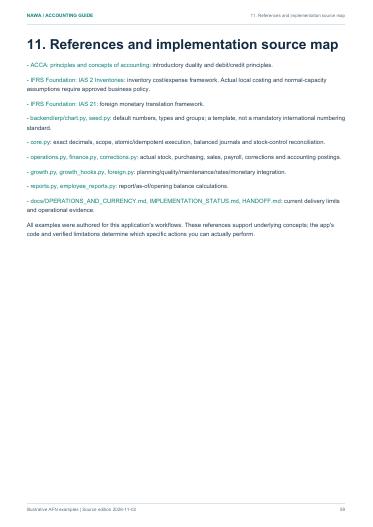 NAWA | ACCOUNTING GUIDE
11. References and implementation source map
11. References and implementation source map
- ACCA: principles and concepts of accounting: introductory duality and debit/credit principles.
- IFRS Foundation: IAS 2 Inventories: inventory cost/expense framework. Actual local costing and normal-capacity
assumptions require approved business policy.
- IFRS Foundation: IAS 21: foreign monetary translation framework.
- backend/erp/chart.py, seed.py: default numbers, types and groups; a template, not a mandatory international numbering
standard.
- core.py: exact decimals, scope, atomic/idempotent execution, balanced journals and stock-control reconciliation.
- operations.py, finance.py, corrections.py: actual stock, purchasing, sales, payroll, corrections and accounting postings.
- growth.py, growth_hooks.py, foreign.py: planning/quality/maintenance/rates/monetary integration.
- reports.py, employee_reports.py: report/as-of/opening balance calculations.
- docs/OPERATIONS_AND_CURRENCY.md, IMPLEMENTATION_STATUS.md, HANDOFF.md: current delivery limits
and operational evidence.
All examples were authored for this application's workflows. These references support underlying concepts; the app's
code and verified limitations determine which specific actions you can actually perform.
Illustrative AFN examples | Source edition